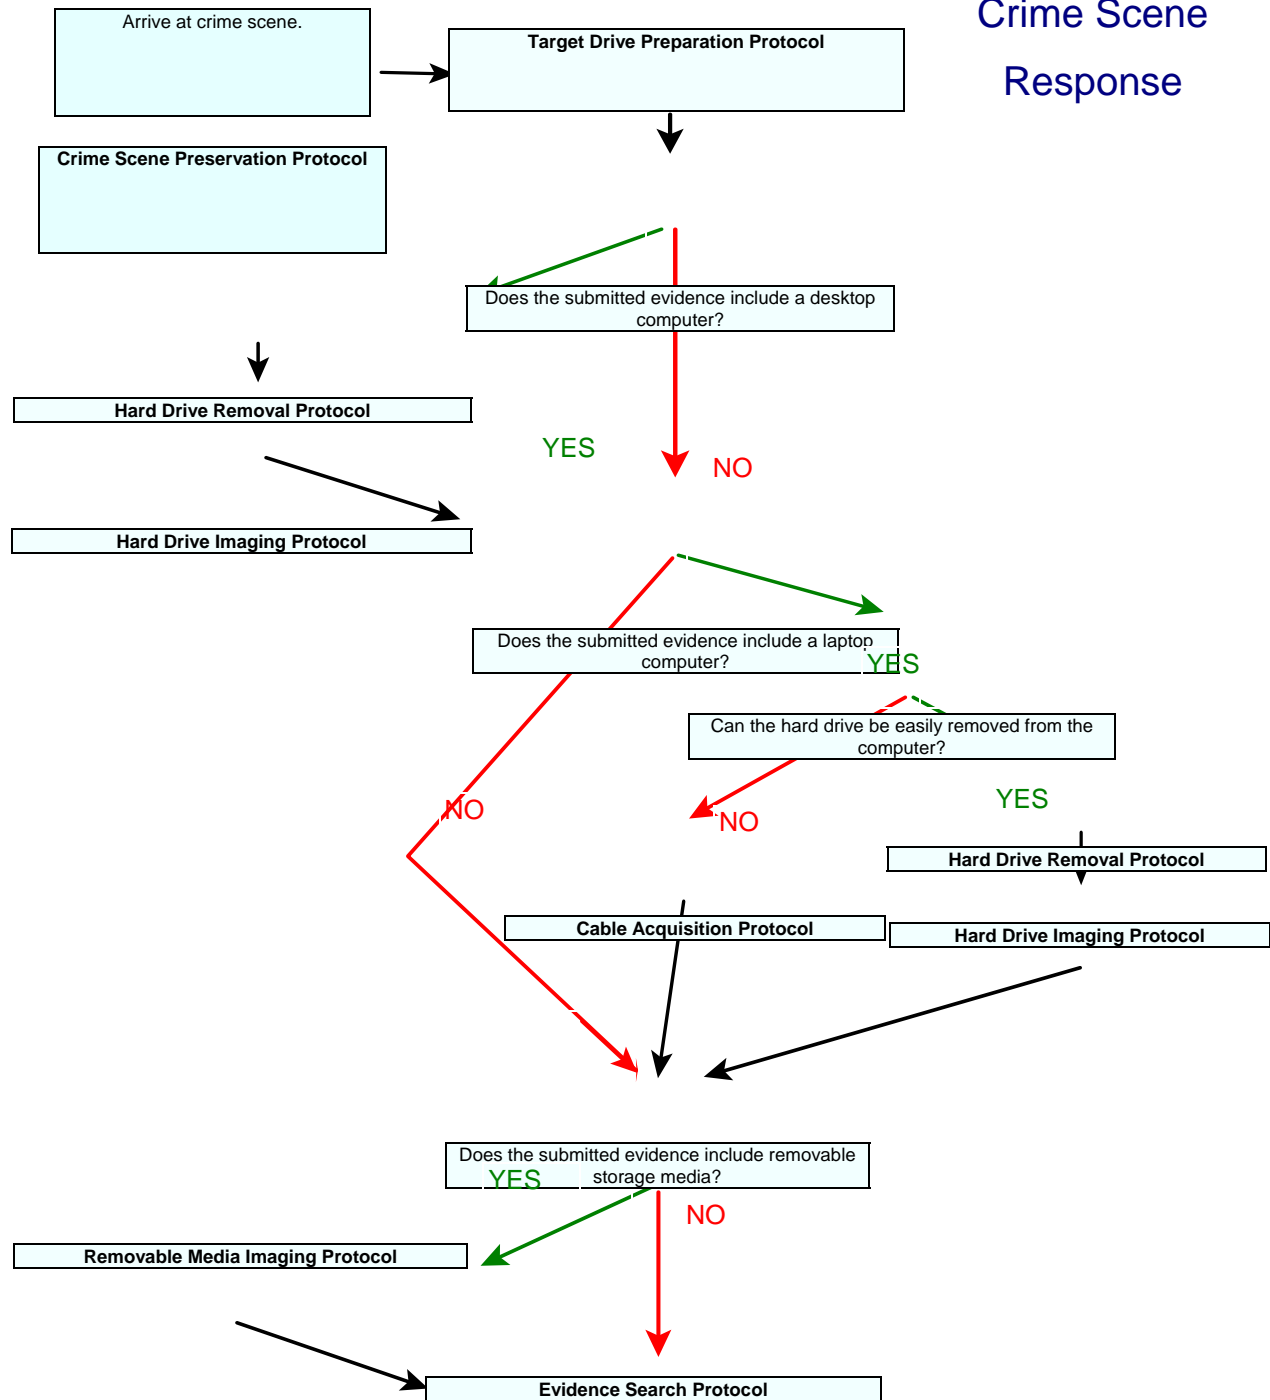 Crime Scene
Response
Arrive at crime scene.
Target Drive Preparation Protocol
Crime Scene Preservation Protocol
Does the submitted evidence include a desktop
computer?
Hard Drive Removal Protocol
YES
NO
Hard Drive Imaging Protocol
Does the submitted evidence include a laptop
computer?
YES
Can the hard drive be easily removed from the
computer?
NO
NO
YES
Hard Drive Removal Protocol
Cable Acquisition Protocol
Hard Drive Imaging Protocol
Does the submitted evidence include removable
storage media?
YES
NO
Removable Media Imaging Protocol
Evidence Search Protocol